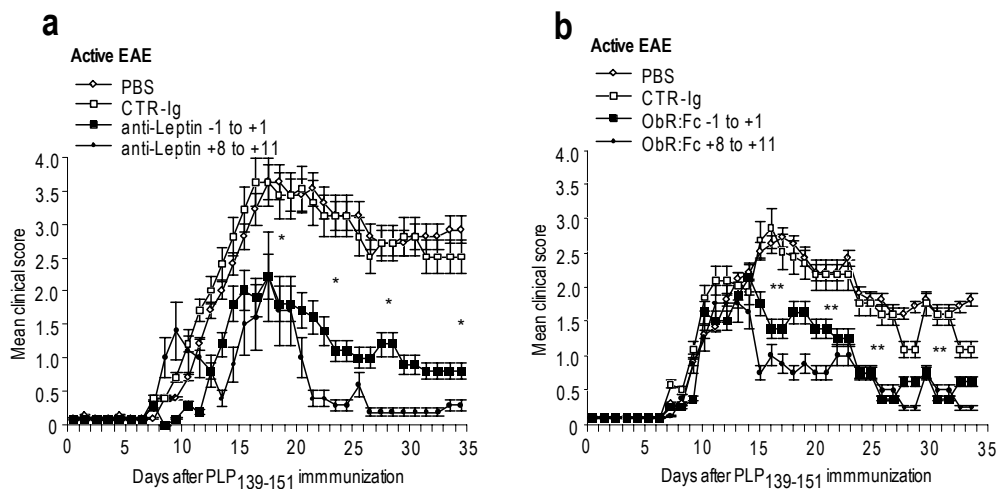 a
Active EAE
PBS
CTR-Ig
anti-Leptin -1 to +1
anti-Leptin +8 to +11
4.0
3.5
3.0
2.5
2.0
1.5
1.0
0.5
0
Mean clinical score
* * * *
0 5 10 15 20 25 30 35
Days after PLP139-151 immmunization
b
Active EAE
PBS
CTR-Ig
ObR:Fc -1 to +1
ObR:Fc +8 to +11
4.0
3.5
3.0
2.5
2.0
1.5
1.0
0.5
0
Mean clinical score
** ** ** **
0 5 10 15 20 25 30 35
Days after PLP139-151 immmunization